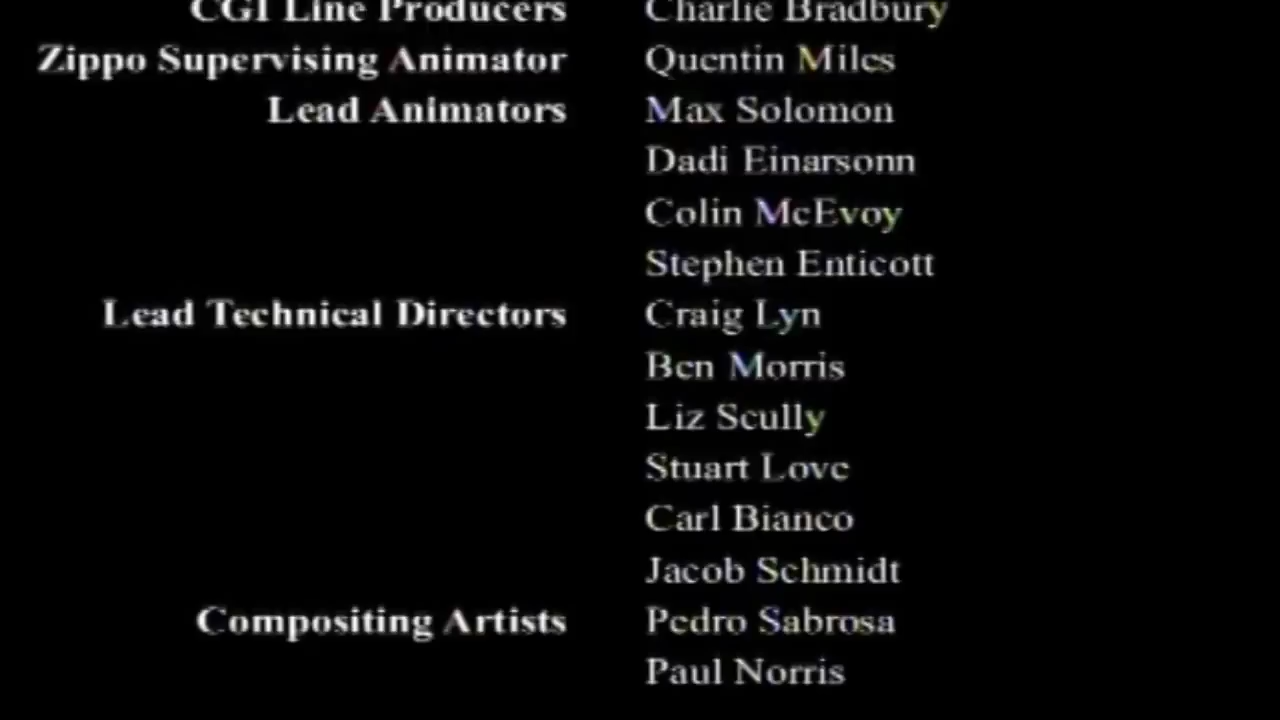 CGI Line Producers Charlie Bradbury
Zippo Supervising Animator Quentin Miles
Lead Animators Max Solomon
Dadi Einarsonn
Colin McEvoy
Stephen Enticott
Lead Technical Directors Craig Lyn
Ben Morris
Liz Scully
Stuart Love
Carl Bianco
Jacob Schmidt
Compositing Artists Pedro Sabrosa
Paul Norris